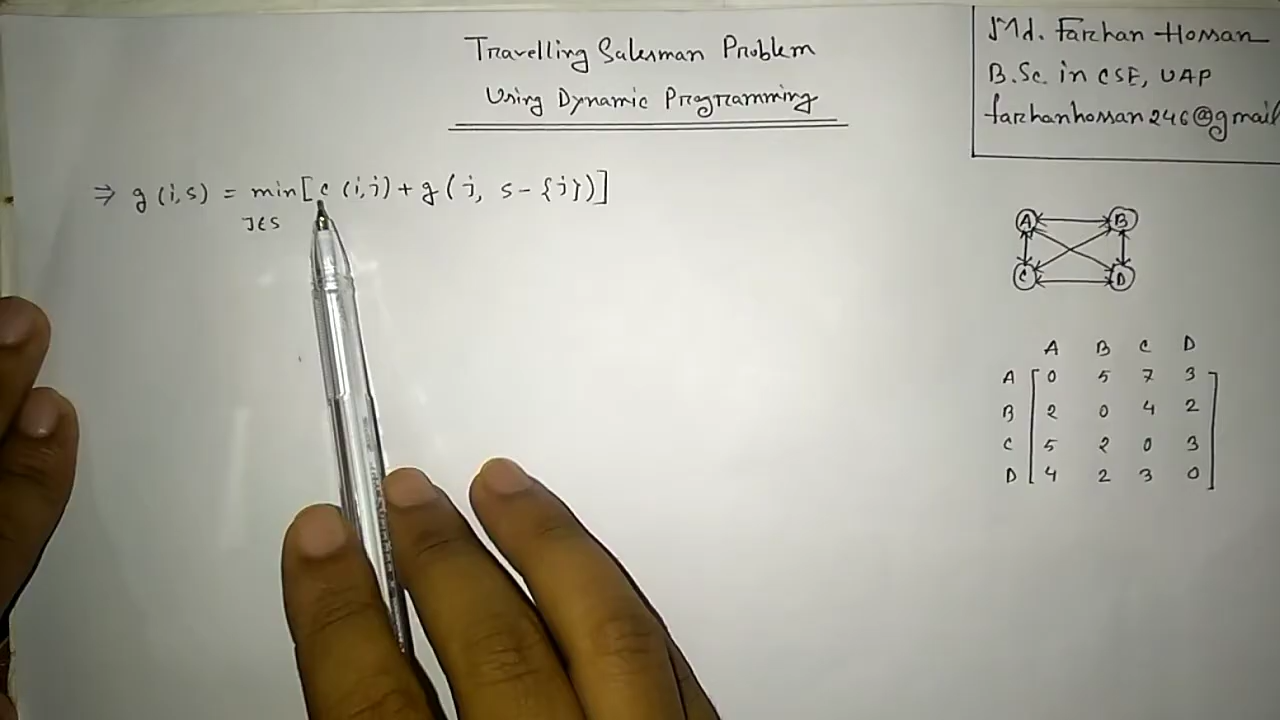 Travelling Salesman Problem
Using Dynamic Programming
Md. Farhan Hossan
B.Sc. in CSE, UAP
farhanhossan246@gmail
⇒ g(i,s) = min[c(i,j)+g(j, s-{j})]
J∈S
A B
C D
A B C D
A 0 5 7 3
B 2 0 4 2
C 5 2 0 3
D 4 2 3 0